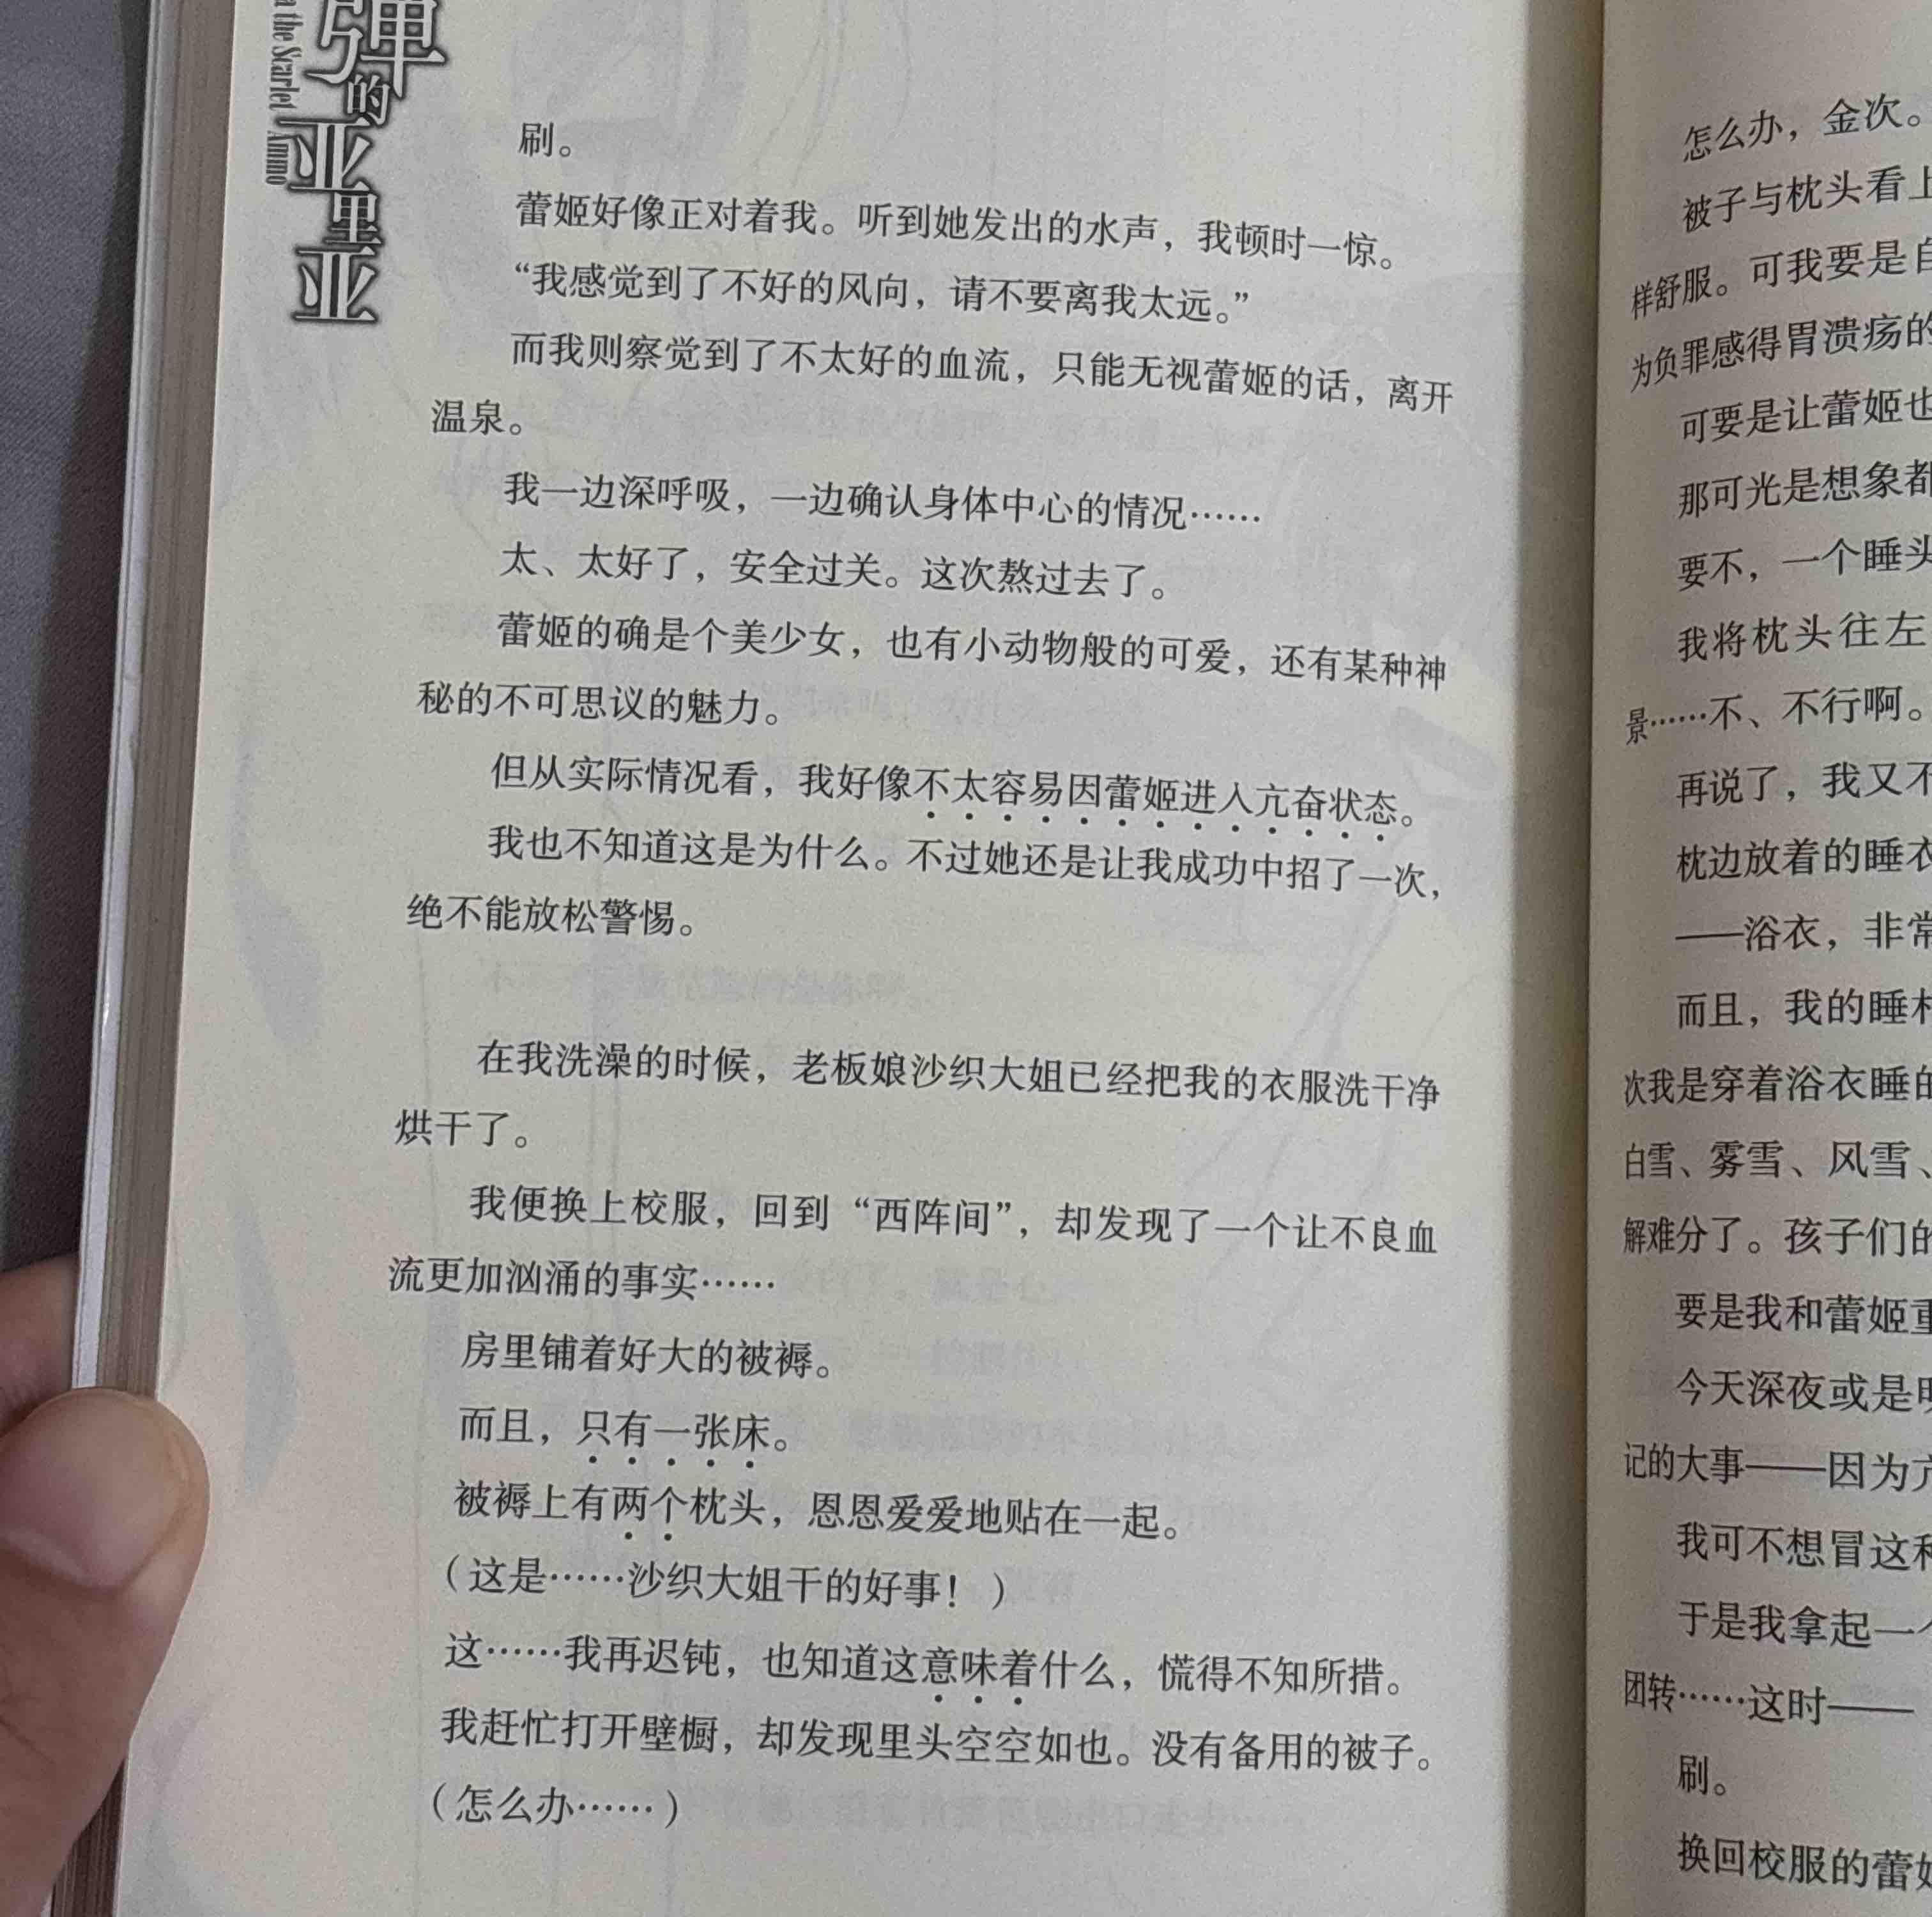 弹的亚里亚
the Scarlet Ammo
刷。
蕾姬好像正对着我。听到她发出的水声，我顿时一惊。
“我感觉到了不好的风向，请不要离我太远。”
而我则察觉到了不太好的血流，只能无视蕾姬的话，离开
温泉。
我一边深呼吸，一边确认身体中心的情况……
太、太好了，安全过关。这次熬过去了。
蕾姬的确是个美少女，也有小动物般的可爱，还有某种神
秘的不可思议的魅力。
但从实际情况看，我好像不太容易因蕾姬进入亢奋状态。
我也不知道这是为什么。不过她还是让我成功中招了一次，
绝不能放松警惕。
在我洗澡的时候，老板娘沙织大姐已经把我的衣服洗干净
烘干了。
我便换上校服，回到“西阵间”，却发现了一个让不良血
流更加汹涌的事实……
房里铺着好大的被褥。
而且，只有一张床。
被褥上有两个枕头，恩恩爱爱地贴在一起。
（这是……沙织大姐干的好事！）
这……我再迟钝，也知道这意味着什么，慌得不知所措。
我赶忙打开壁橱，却发现里头空空如也。没有备用的被子。
（怎么办……）
怎么办，金次。
被子与枕头看上
样舒服。可我要是自
为负罪感得胃溃疡的
可要是让蕾姬也
那可光是想象都
要不，一个睡头
我将枕头往左
景……不、不行啊。
再说了，我又不
枕边放着的睡衣
——浴衣，非常
而且，我的睡相
次我是穿着浴衣睡的
白雪、雾雪、风雪、
解难分了。孩子们的
要是我和蕾姬重
今天深夜或是明
记的大事——因为亢
我可不想冒这种
于是我拿起一个
团转……这时——
刷。
换回校服的蕾姬